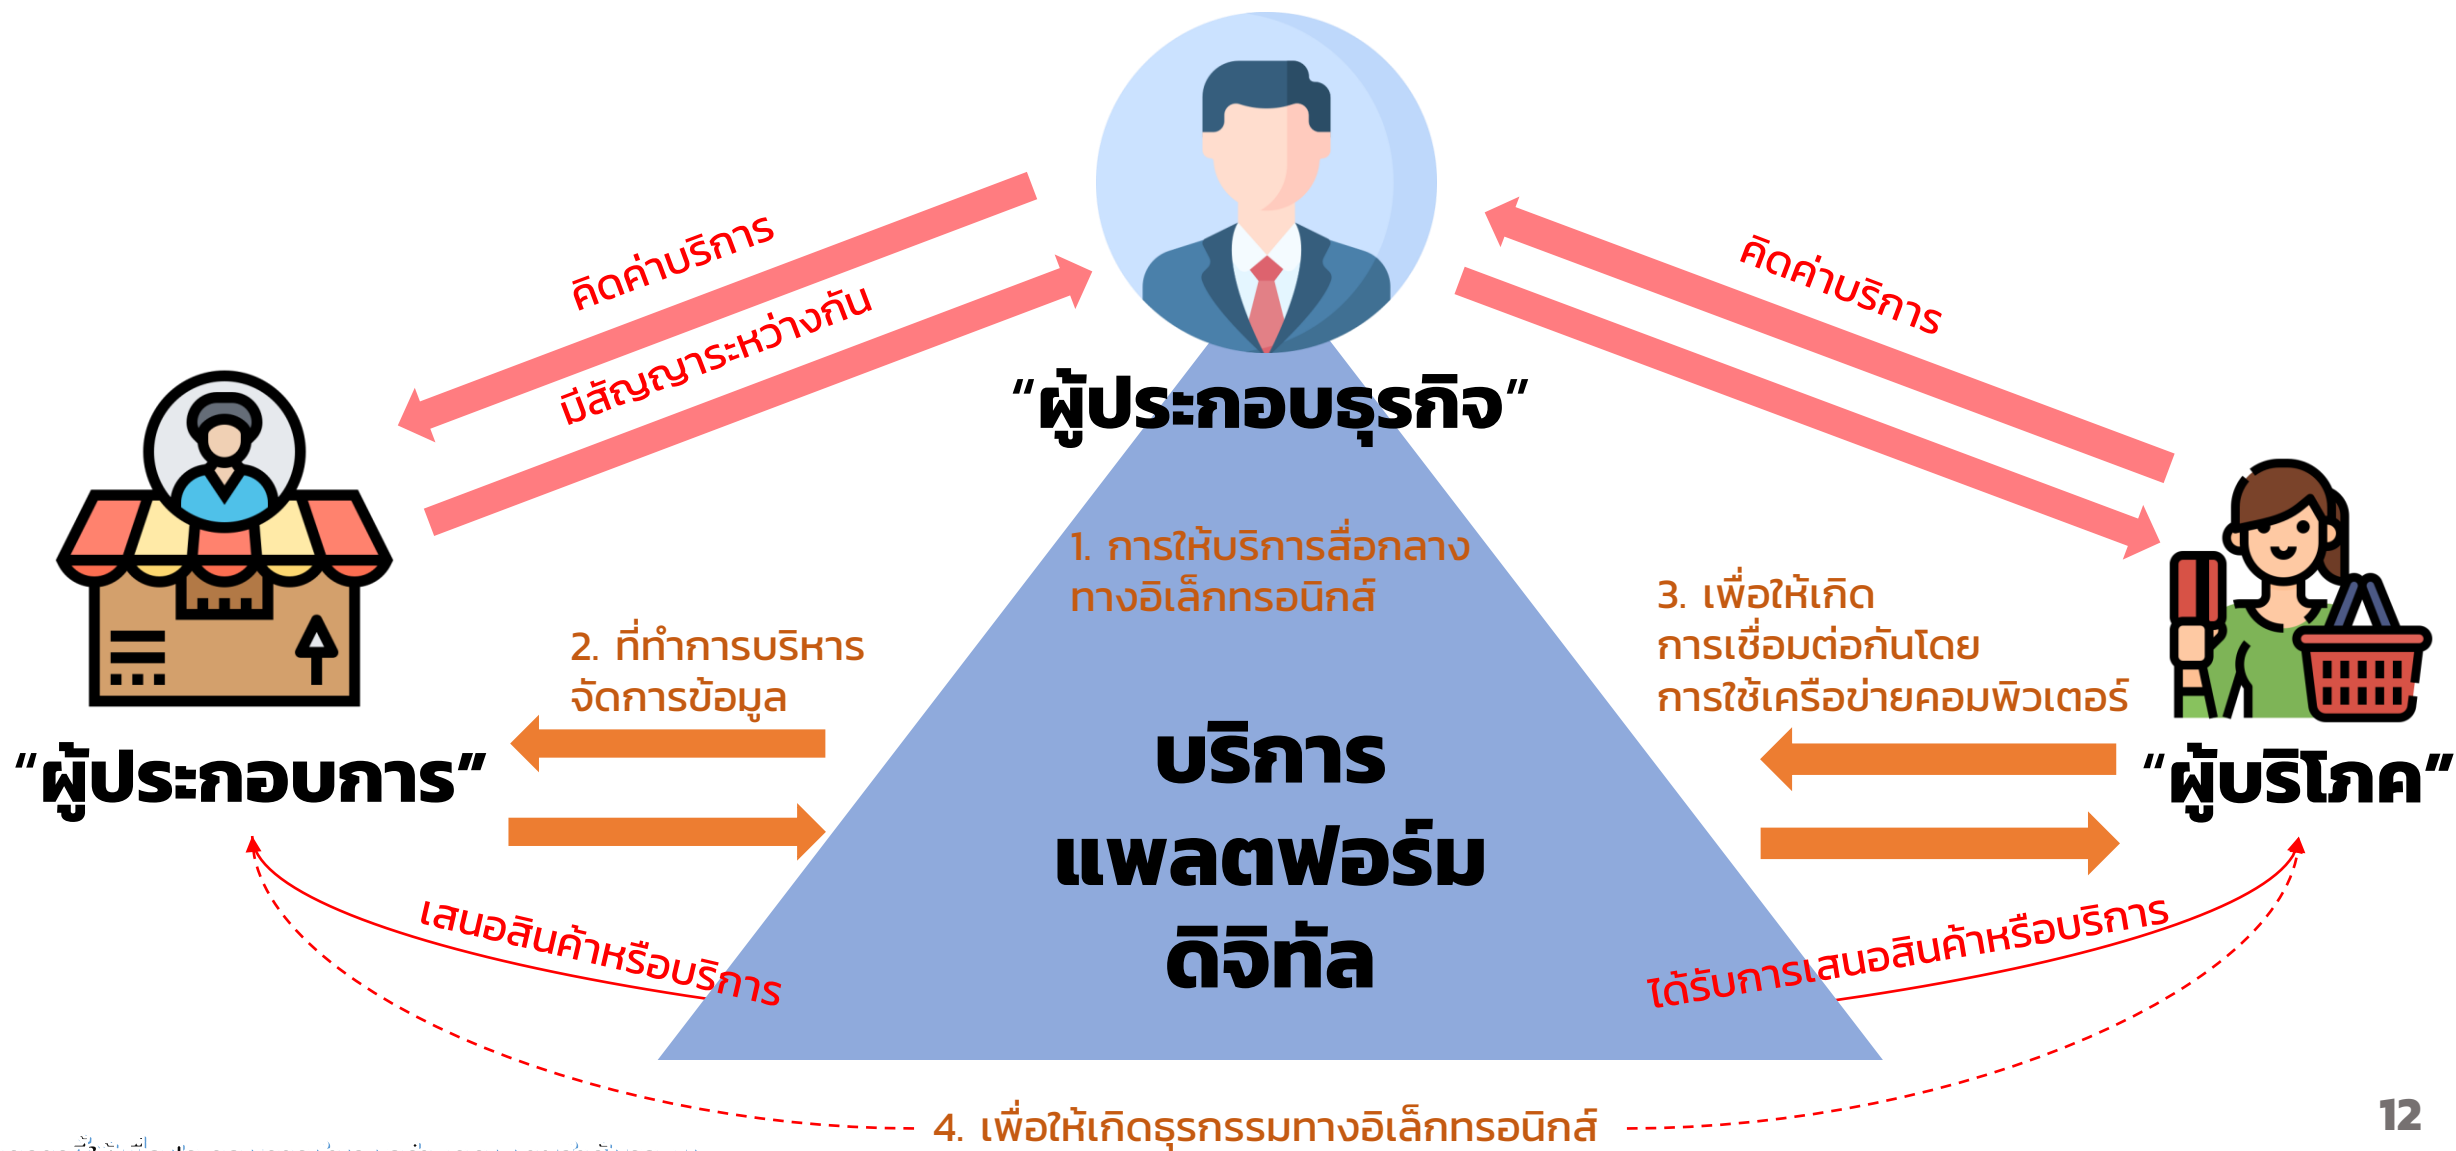 คิดค่าบริการ
มีสัญญาระหว่างกัน
คิดค่าบริการ
“ผู้ประกอบธุรกิจ”
1. การให้บริการสื่อกลาง
ทางอิเล็กทรอนิกส์
2. ที่ทำการบริหาร
จัดการข้อมูล
3. เพื่อให้เกิด
การเชื่อมต่อกันโดย
การใช้เครือข่ายคอมพิวเตอร์
“ผู้ประกอบการ”
บริการ
แพลตฟอร์ม
ดิจิทัล
“ผู้บริโภค”
เสนอสินค้าหรือบริการ
ได้รับการเสนอสินค้าหรือบริการ
4. เพื่อให้เกิดธุรกรรมทางอิเล็กทรอนิกส์
12